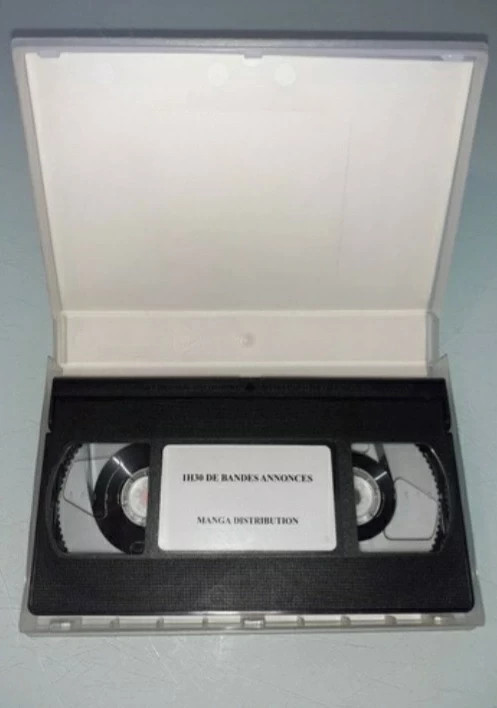 1H30 DE BANDES ANNONCES
MANGA DISTRIBUTION